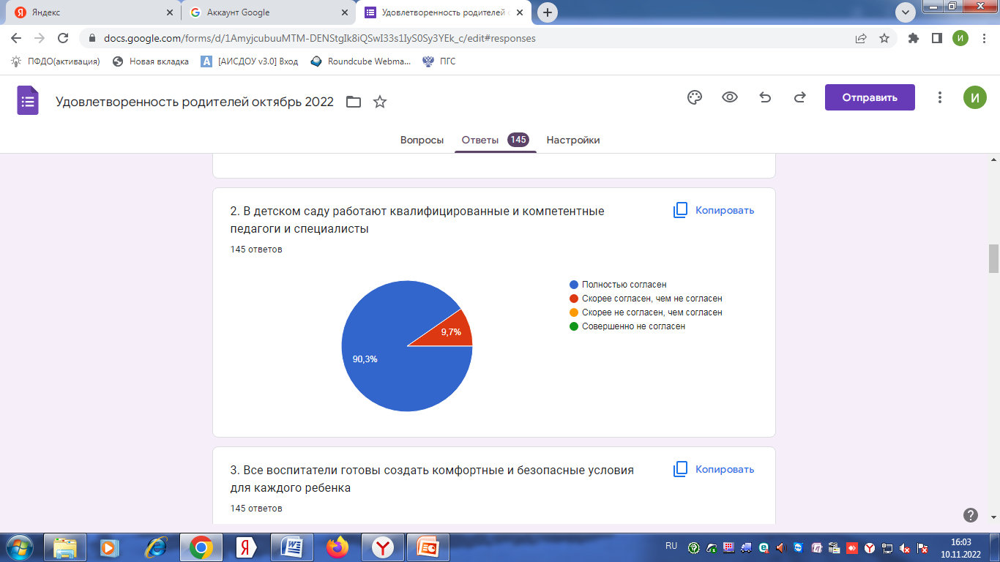 Яндекс
Аккаунт Google
Удовлетворенность родителей
docs.google.com/forms/d/1AmyjcubuuMTM-DENStgIk8iQSwI33s1IyS0Sy3YEk_c/edit#responses
И
ПФДО(активация)
Новая вкладка
[АИСДОУ v3.0] Вход
Roundcube Webma...
ПГС
Удовлетворенность родителей октябрь 2022
Отправить
И
Вопросы
Ответы 145
Настройки
2. В детском саду работают квалифицированные и компетентные
педагоги и специалисты
Копировать
145 ответов
Полностью согласен
Скорее согласен, чем не согласен
Скорее не согласен, чем согласен
Совершенно не согласен
9,7%
90,3%
3. Все воспитатели готовы создать комфортные и безопасные условия
для каждого ребенка
Копировать
145 ответов
RU
16:03
10.11.2022